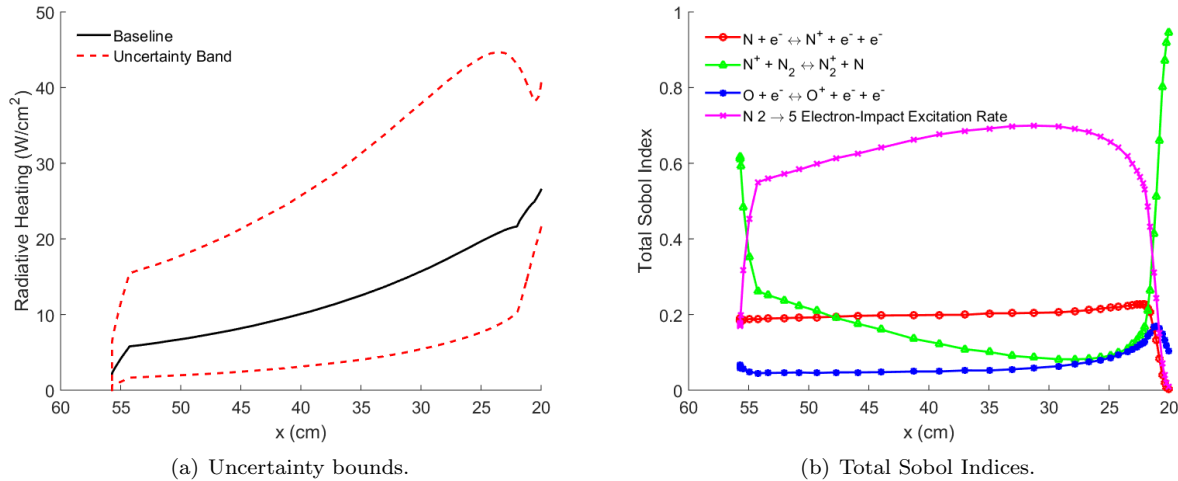 50
40
30
20
10
0
Radiative Heating (W/cm²)
Baseline
Uncertainty Band
60 55 50 45 40 35 30 25 20
x (cm)
(a) Uncertainty bounds.
1
0.8
0.6
0.4
0.2
0
Total Sobol Index
N + e⁻ ↔ N⁺ + e⁻ + e⁻
N⁺ + N₂ ↔ N₂⁺ + N
O + e⁻ ↔ O⁺ + e⁻ + e⁻
N 2 → 5 Electron-Impact Excitation Rate
60 55 50 45 40 35 30 25 20
x (cm)
(b) Total Sobol Indices.